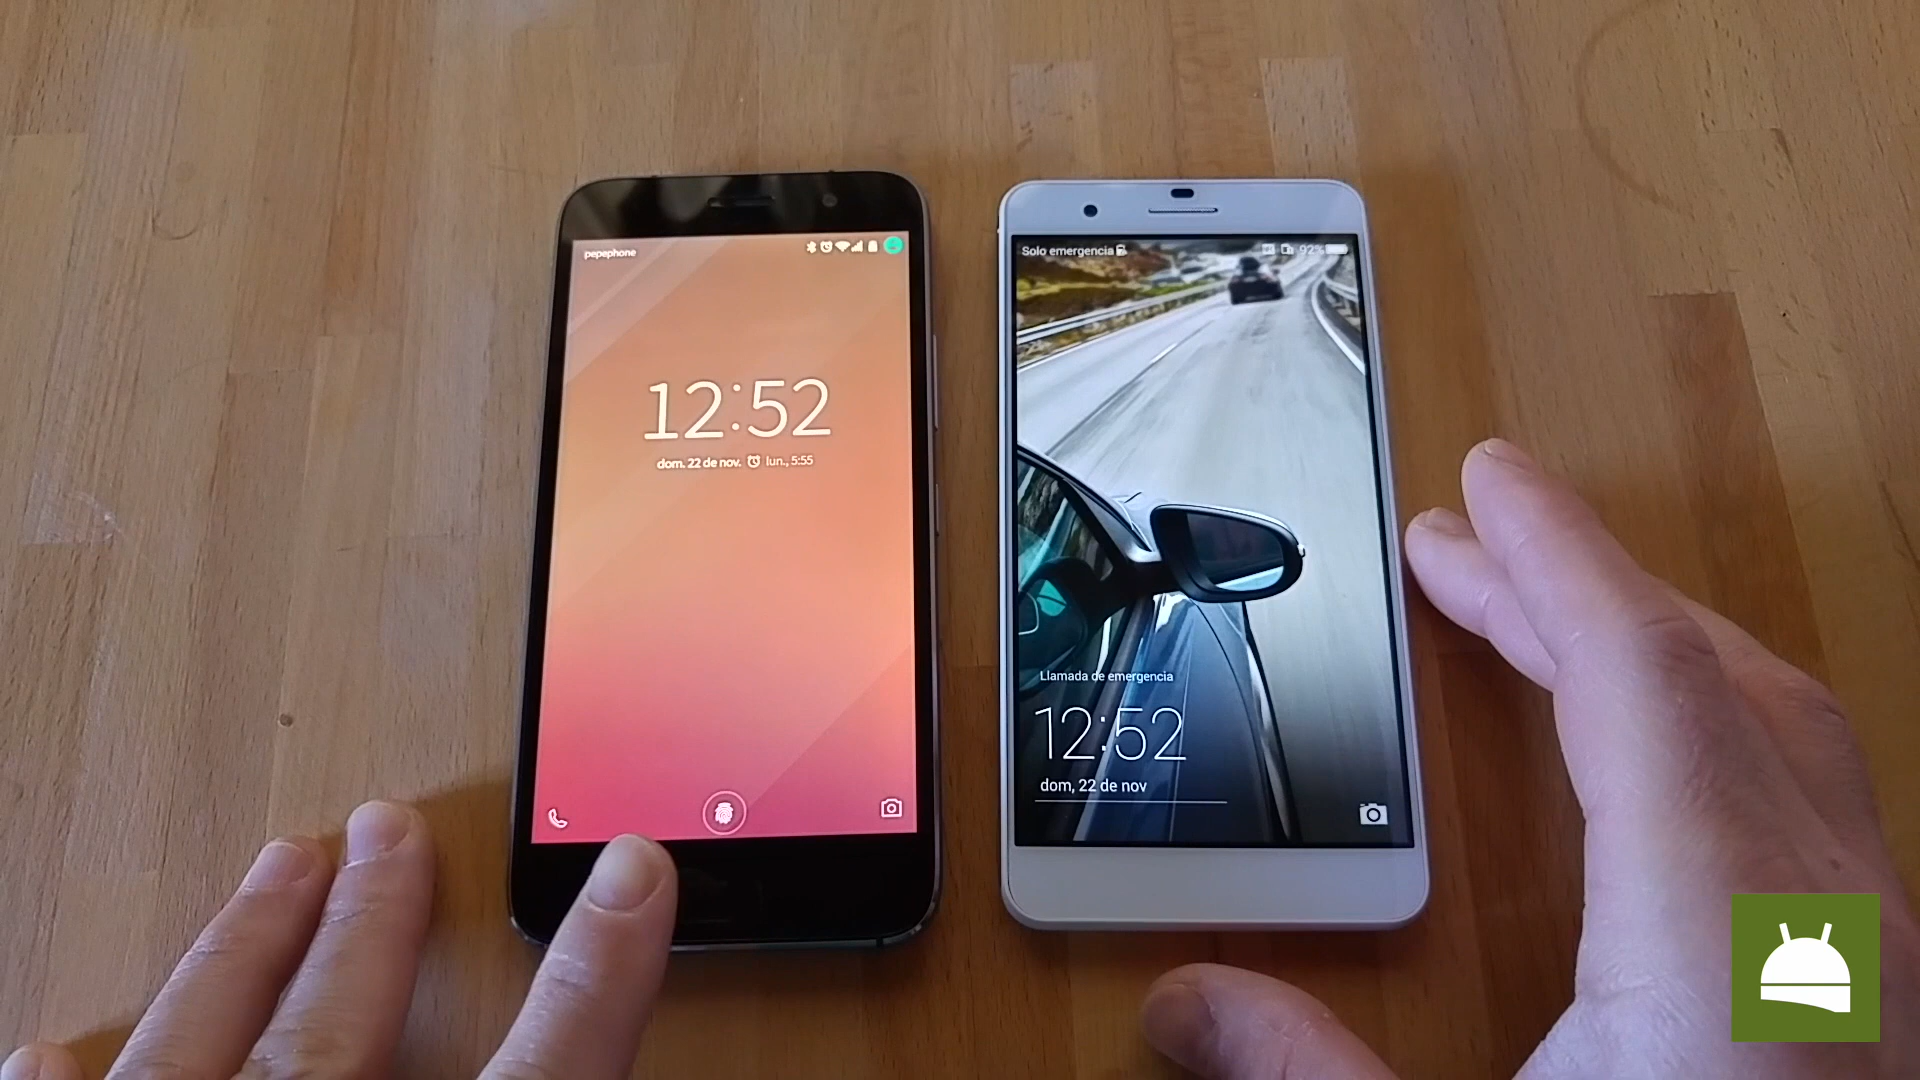 pepephone
12:52
dom. 22 de nov. lun., 5:55
Solo emergencia
92%
Llamada de emergencia
12:52
dom, 22 de nov